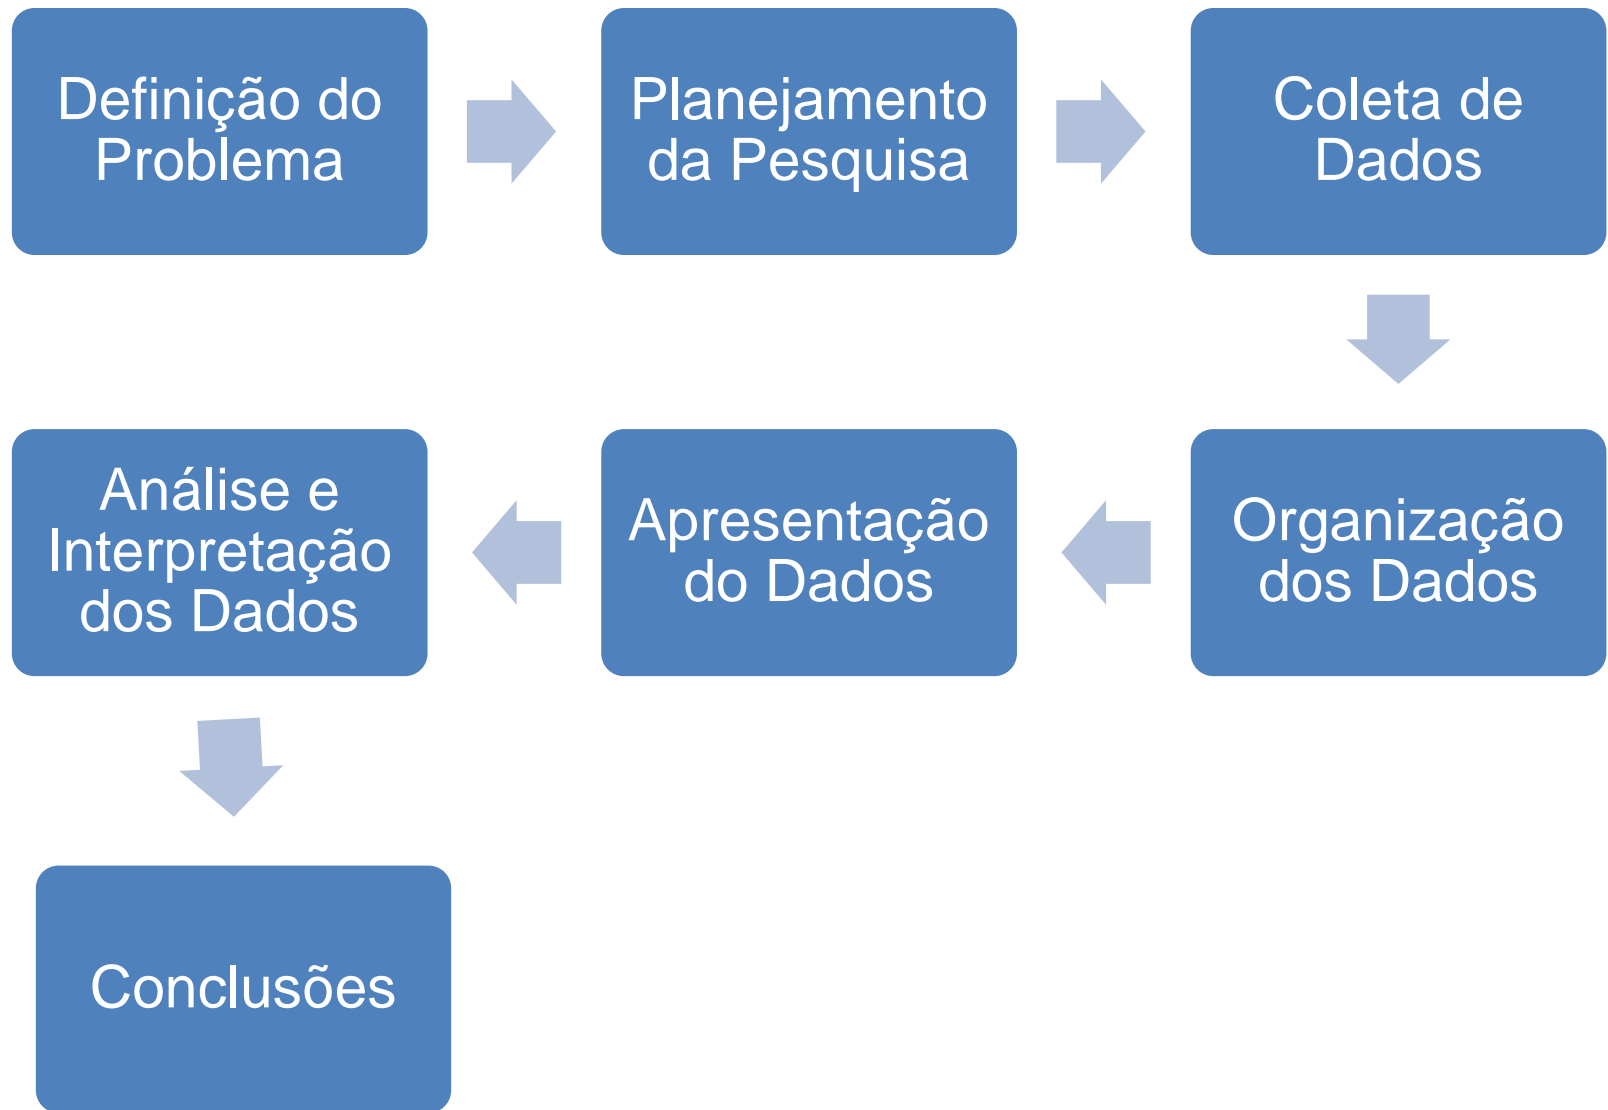 Definição do
Problema
Planejamento
da Pesquisa
Coleta de
Dados
Organização
dos Dados
Apresentação
do Dados
Análise e
Interpretação
dos Dados
Conclusões